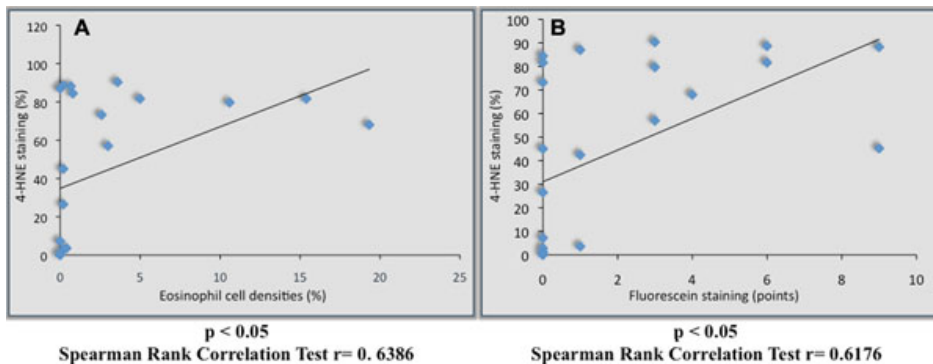 A
4-HNE staining (%)
120
100
80
60
40
20
0
0 5 10 15 20 25
Eosinophil cell densities (%)
p < 0.05
Spearman Rank Correlation Test r= 0. 6386
B
4-HNE staining (%)
100
90
80
70
60
50
40
30
20
10
0
0 2 4 6 8 10
Fluorescein staining (points)
p < 0.05
Spearman Rank Correlation Test r=0.6176